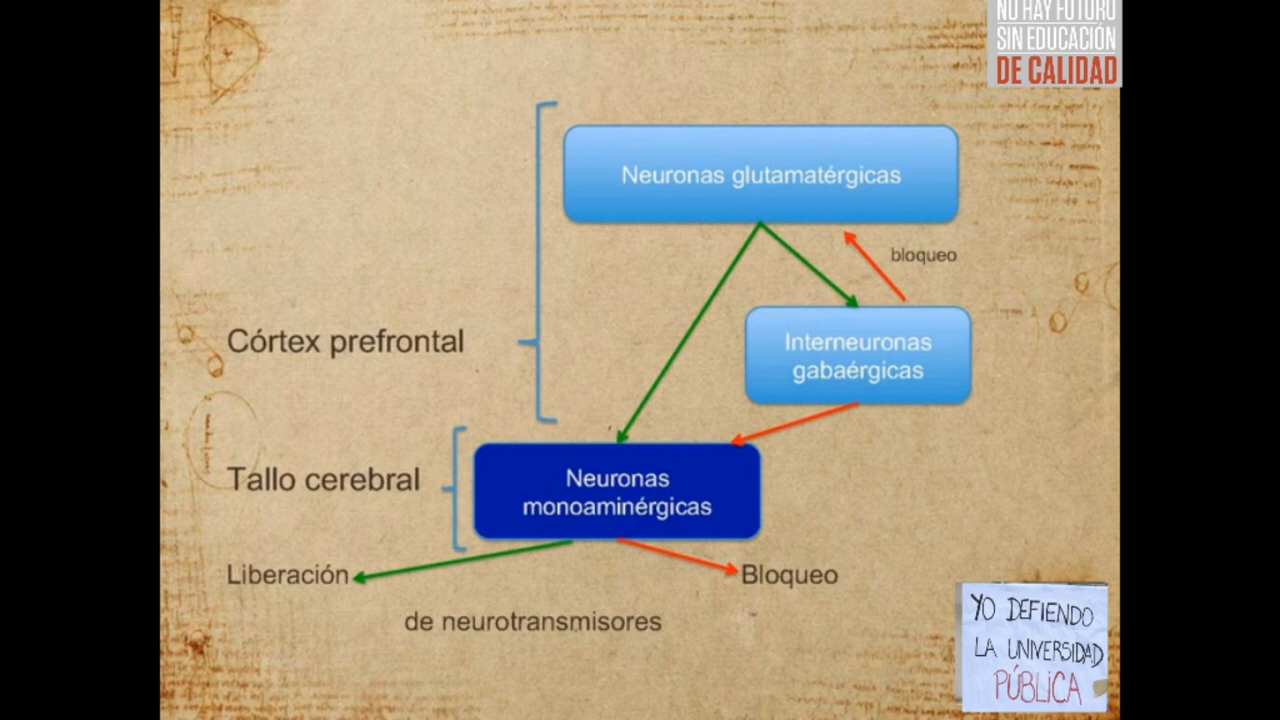 NO HAY FUTURO
SIN EDUCACIÓN
DE CALIDAD
Neuronas glutamatérgicas
bloqueo
Córtex prefrontal
Interneuronas
gabaérgicas
Tallo cerebral
Neuronas
monoaminérgicas
Liberación
Bloqueo
de neurotransmisores
YO DEFIENDO
LA UNIVERSIDAD
PÚBLICA